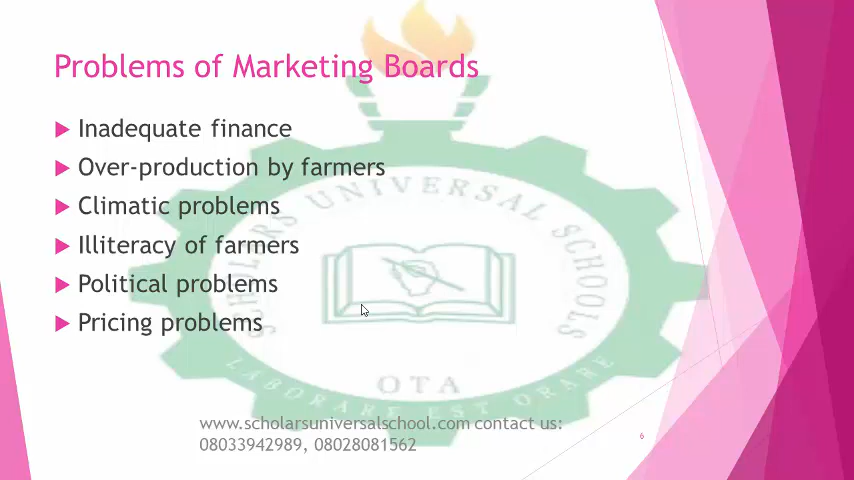 Problems of Marketing Boards
Inadequate finance
Over-production by farmers
Climatic problems
Illiteracy of farmers
Political problems
Pricing problems
SCHOLARS UNIVERSAL SCHOOLS
OTA
LABORARE EST ORARE
www.scholarsuniversalschool.com contact us:
08033942989, 08028081562
6